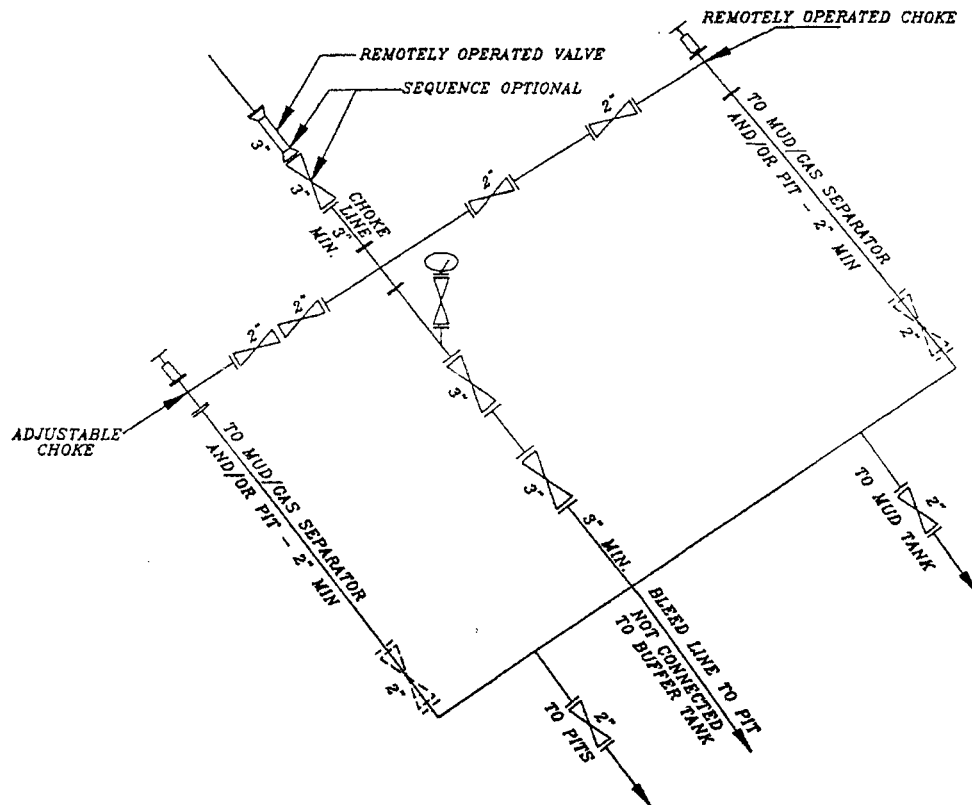 REMOTELY OPERATED CHOKE
REMOTELY OPERATED VALVE
SEQUENCE OPTIONAL
3"
3"
CHOKE
LINE
3"
MIN.
2"
2"
2"
2"
TO MUD/GAS SEPARATOR
AND/OR PIT - 2" MIN
2"
ADJUSTABLE
CHOKE
TO MUD/GAS SEPARATOR
AND/OR PIT - 2" MIN
2"
3"
3"
3" MIN.
BLEED LINE TO PIT
NOT CONNECTED
TO BUFFER TANK
TO MUD TANK
2"
TO PITS
2"